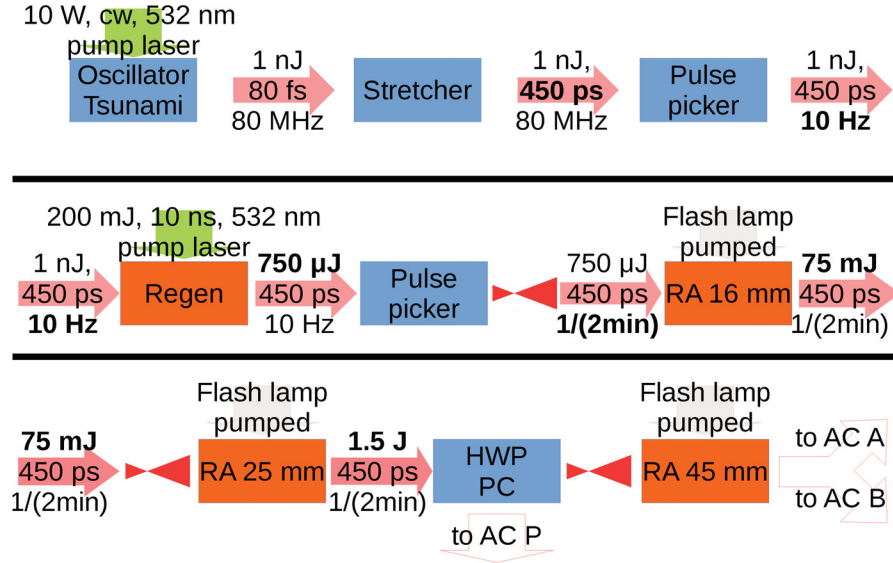 10 W, cw, 532 nm
pump laser
Oscillator
Tsunami
1 nJ
80 fs
80 MHz
Stretcher
1 nJ,
450 ps
80 MHz
Pulse
picker
1 nJ,
450 ps
10 Hz
200 mJ, 10 ns, 532 nm
pump laser
1 nJ,
450 ps
10 Hz
Regen
750 µJ
450 ps
10 Hz
Pulse
picker
750 µJ
450 ps
1/(2min)
Flash lamp
pumped
RA 16 mm
75 mJ
450 ps
1/(2min)
75 mJ
450 ps
1/(2min)
Flash lamp
pumped
RA 25 mm
1.5 J
450 ps
1/(2min)
HWP
PC
to AC P
Flash lamp
pumped
RA 45 mm
to AC A
to AC B